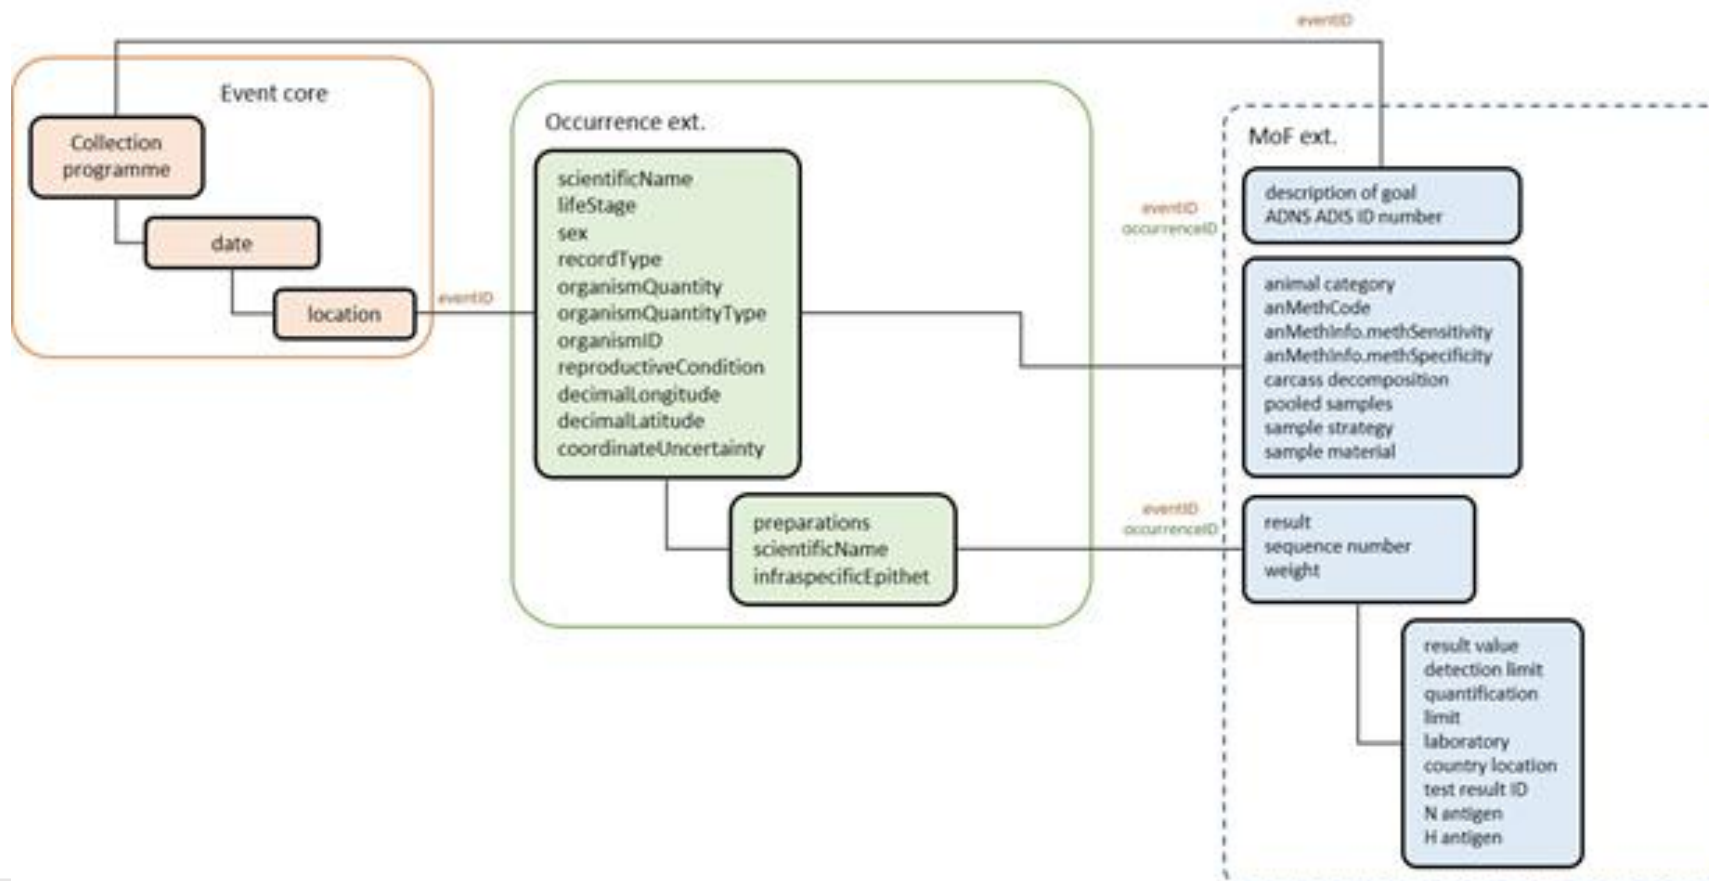 eventID
Event core
Collection
programme
date
location
eventID
Occurrence ext.
scientificName
lifeStage
sex
recordType
organismQuantity
organismQuantityType
organismID
reproductiveCondition
decimalLongitude
decimalLatitude
coordinateUncertainty
preparations
scientificName
infraspecificEpithet
eventID
occurrenceID
eventID
occurrenceID
MoF ext.
description of goal
ADNS ADIS ID number
animal category
anMethCode
anMethInfo.methSensitivity
anMethInfo.methSpecificity
carcass decomposition
pooled samples
sample strategy
sample material
result
sequence number
weight
result value
detection limit
quantification
limit
laboratory
country location
test result ID
N antigen
H antigen